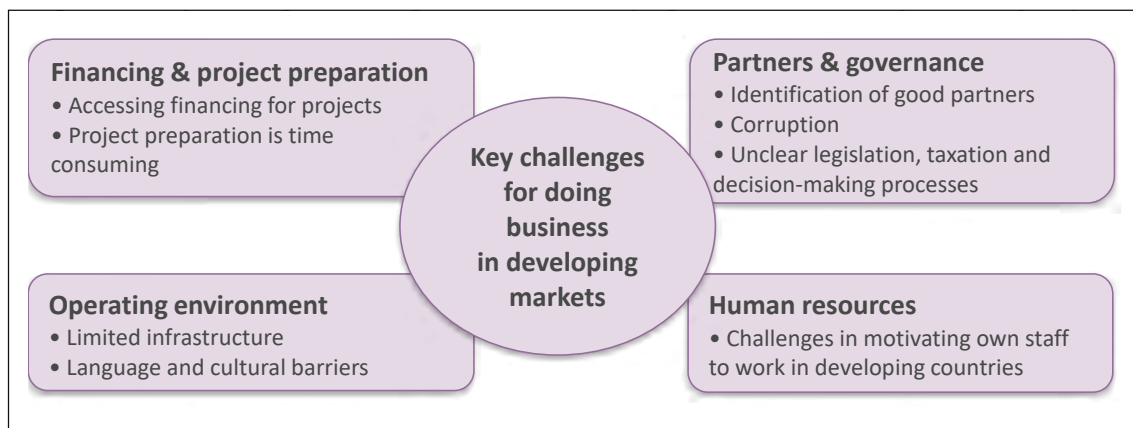 Financing & project preparation
• Accessing financing for projects
• Project preparation is time
consuming
Partners & governance
• Identification of good partners
• Corruption
• Unclear legislation, taxation and
decision-making processes
Key challenges
for doing
business
in developing
markets
Operating environment
• Limited infrastructure
• Language and cultural barriers
Human resources
• Challenges in motivating own staff
to work in developing countries